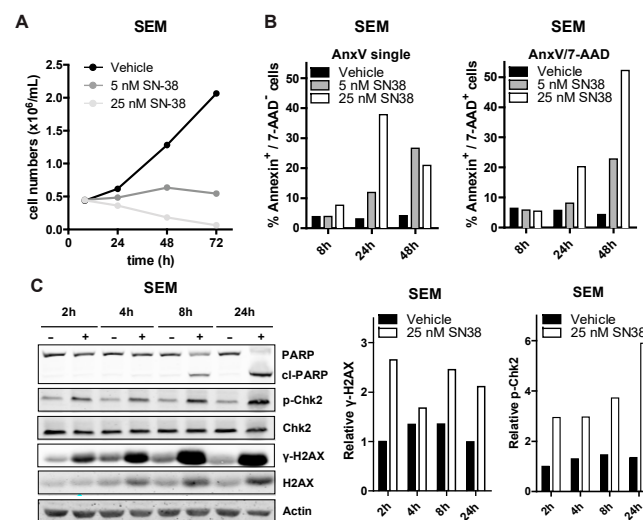 A
SEM
cell numbers (x10⁶/mL)
2.5
2.0
1.5
1.0
0.5
0.0
0
24
48
72
time (h)
Vehicle
5 nM SN-38
25 nM SN-38
B
SEM
AnxV single
% Annexin⁺ / 7-AAD⁻ cells
50
40
30
20
10
0
Vehicle
5 nM SN38
25 nM SN38
8h
24h
48h
SEM
AnxV/7-AAD
% Annexin⁺ / 7-AAD⁺ cells
50
40
30
20
10
0
Vehicle
5 nM SN38
25 nM SN38
8h
24h
48h
C
SEM
2h 4h 8h 24h
– + – + – + – +
PARP
cl-PARP
p-Chk2
Chk2
γ-H2AX
H2AX
Actin
SEM
Vehicle
25 nM SN38
Relative γ-H2AX
3
2
1
0
2h
4h
8h
24h
SEM
Vehicle
25 nM SN38
Relative p-Chk2
6
4
2
0
2h
4h
8h
24h